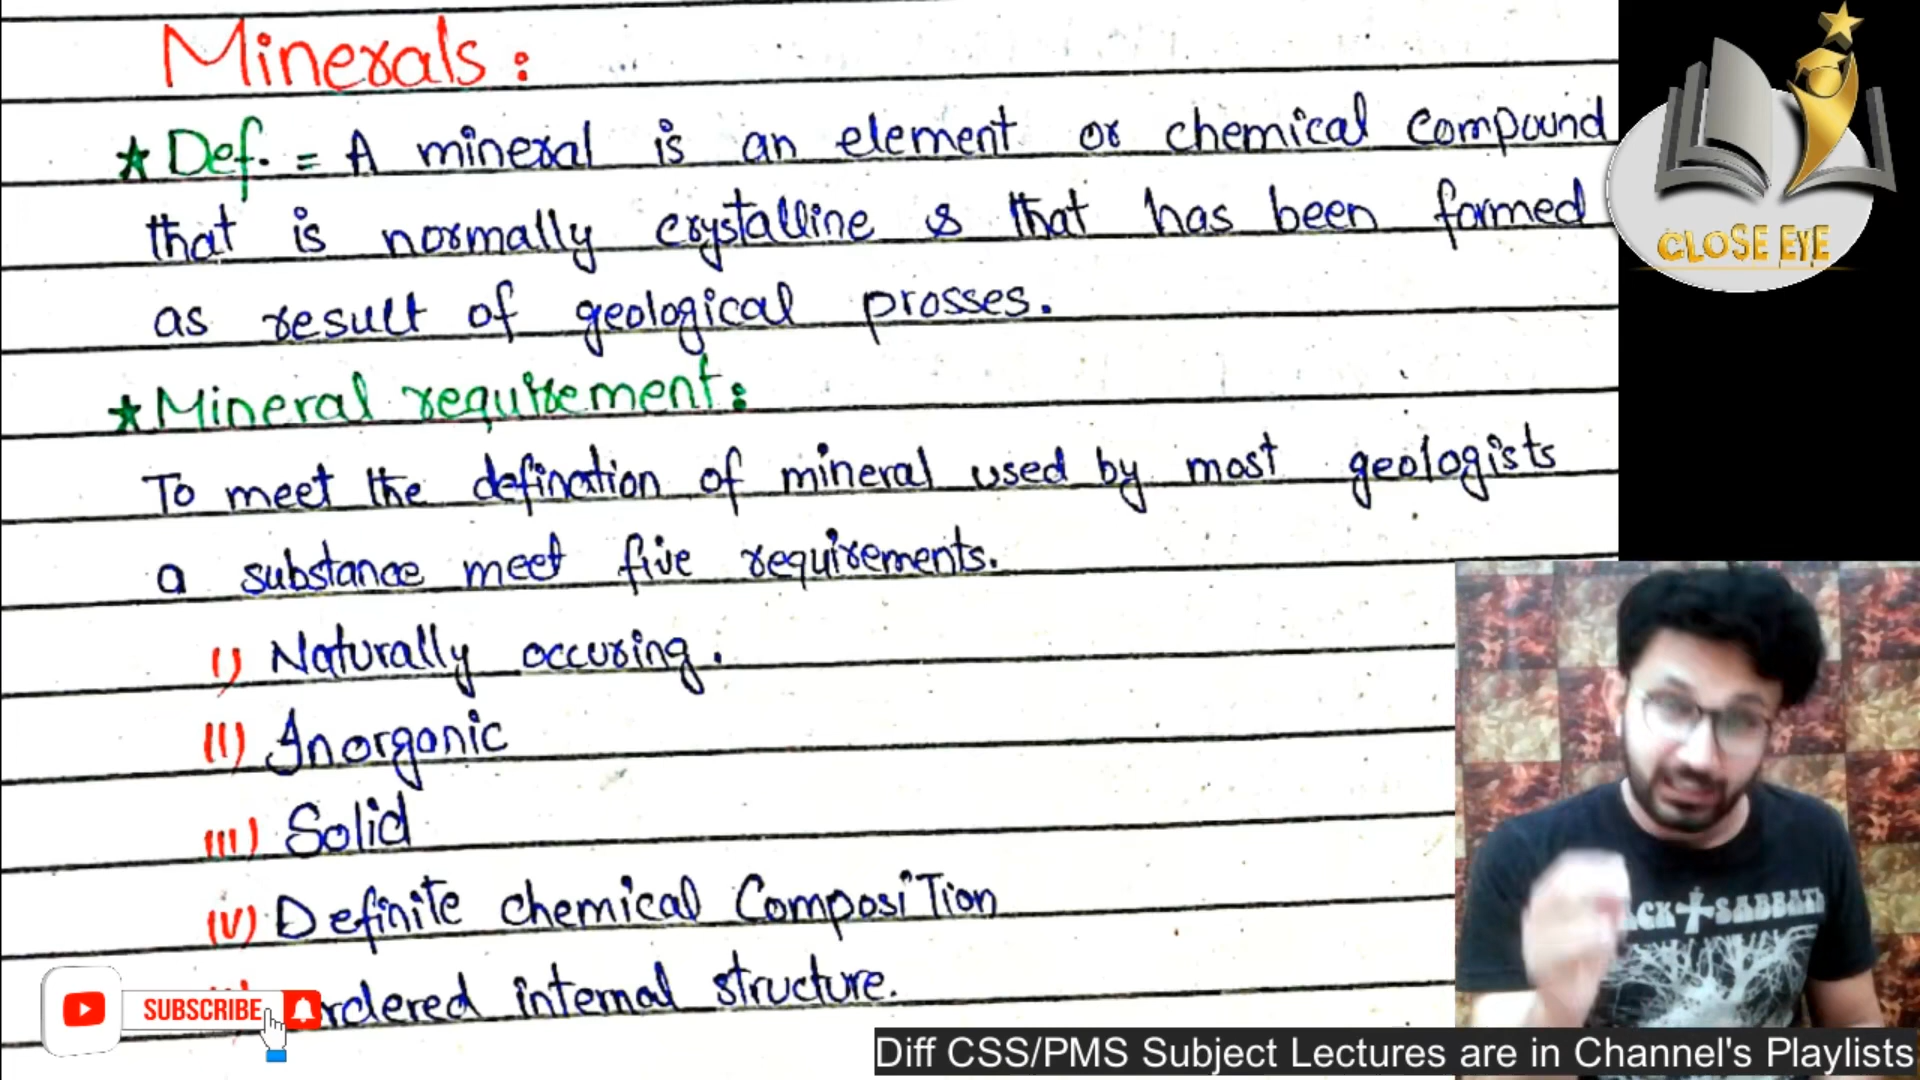 Minerals:
★ Def. = A mineral is an element or chemical compound
that is normally crystalline & that has been formed
as result of geological prosses.
★ Mineral requirement:
To meet the defination of mineral used by most geologists
a substance meet five requirements.
I) Naturally occuring.
II) Inorganic
III) Solid
IV) Definite chemical Composition
rdered internal structure.
CLOSE EYE
ACK SABBATH
SUBSCRIBE
Diff CSS/PMS Subject Lectures are in Channel's Playlists